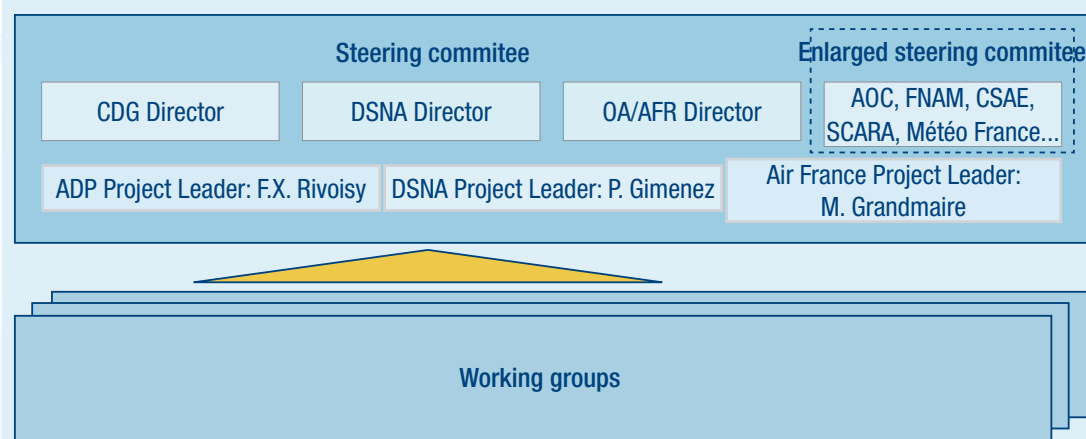 Steering commitee
Enlarged steering commitee
CDG Director
DSNA Director
OA/AFR Director
AOC, FNAM, CSAE,
SCARA, Météo France...
ADP Project Leader: F.X. Rivoisy
DSNA Project Leader: P. Gimenez
Air France Project Leader:
M. Grandmaire
Working groups